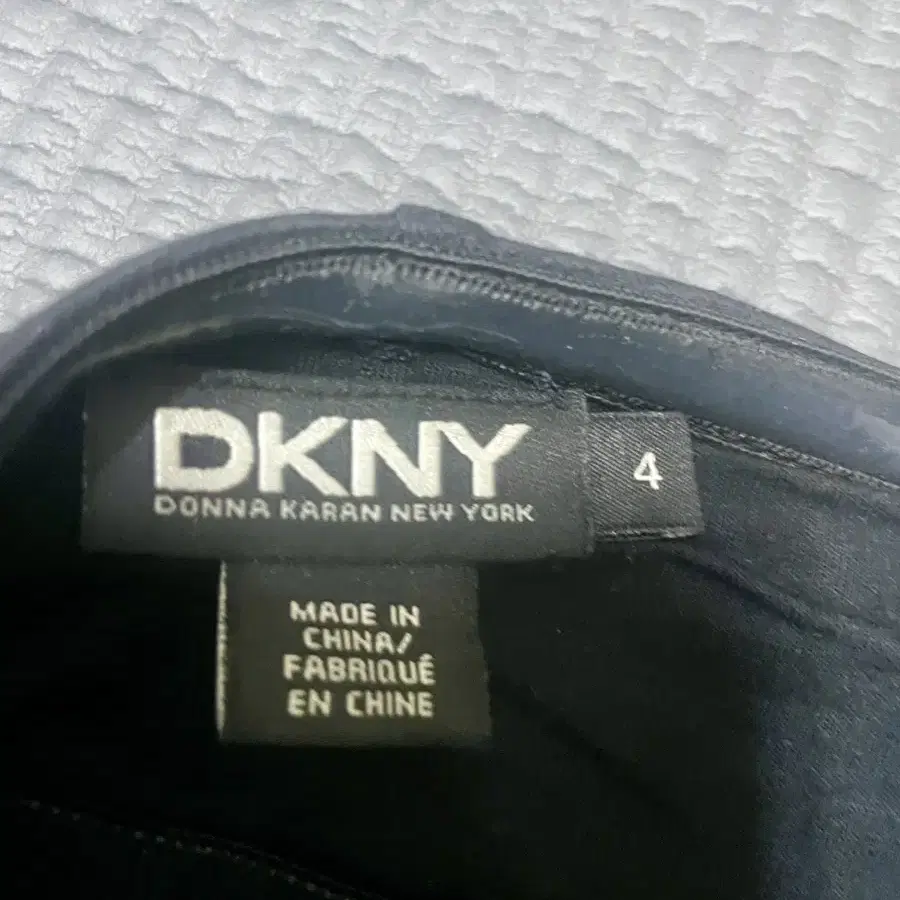 DKNY
DONNA KARAN NEW YORK
4
MADE IN
CHINA/
FABRIQUÉ
EN CHINE